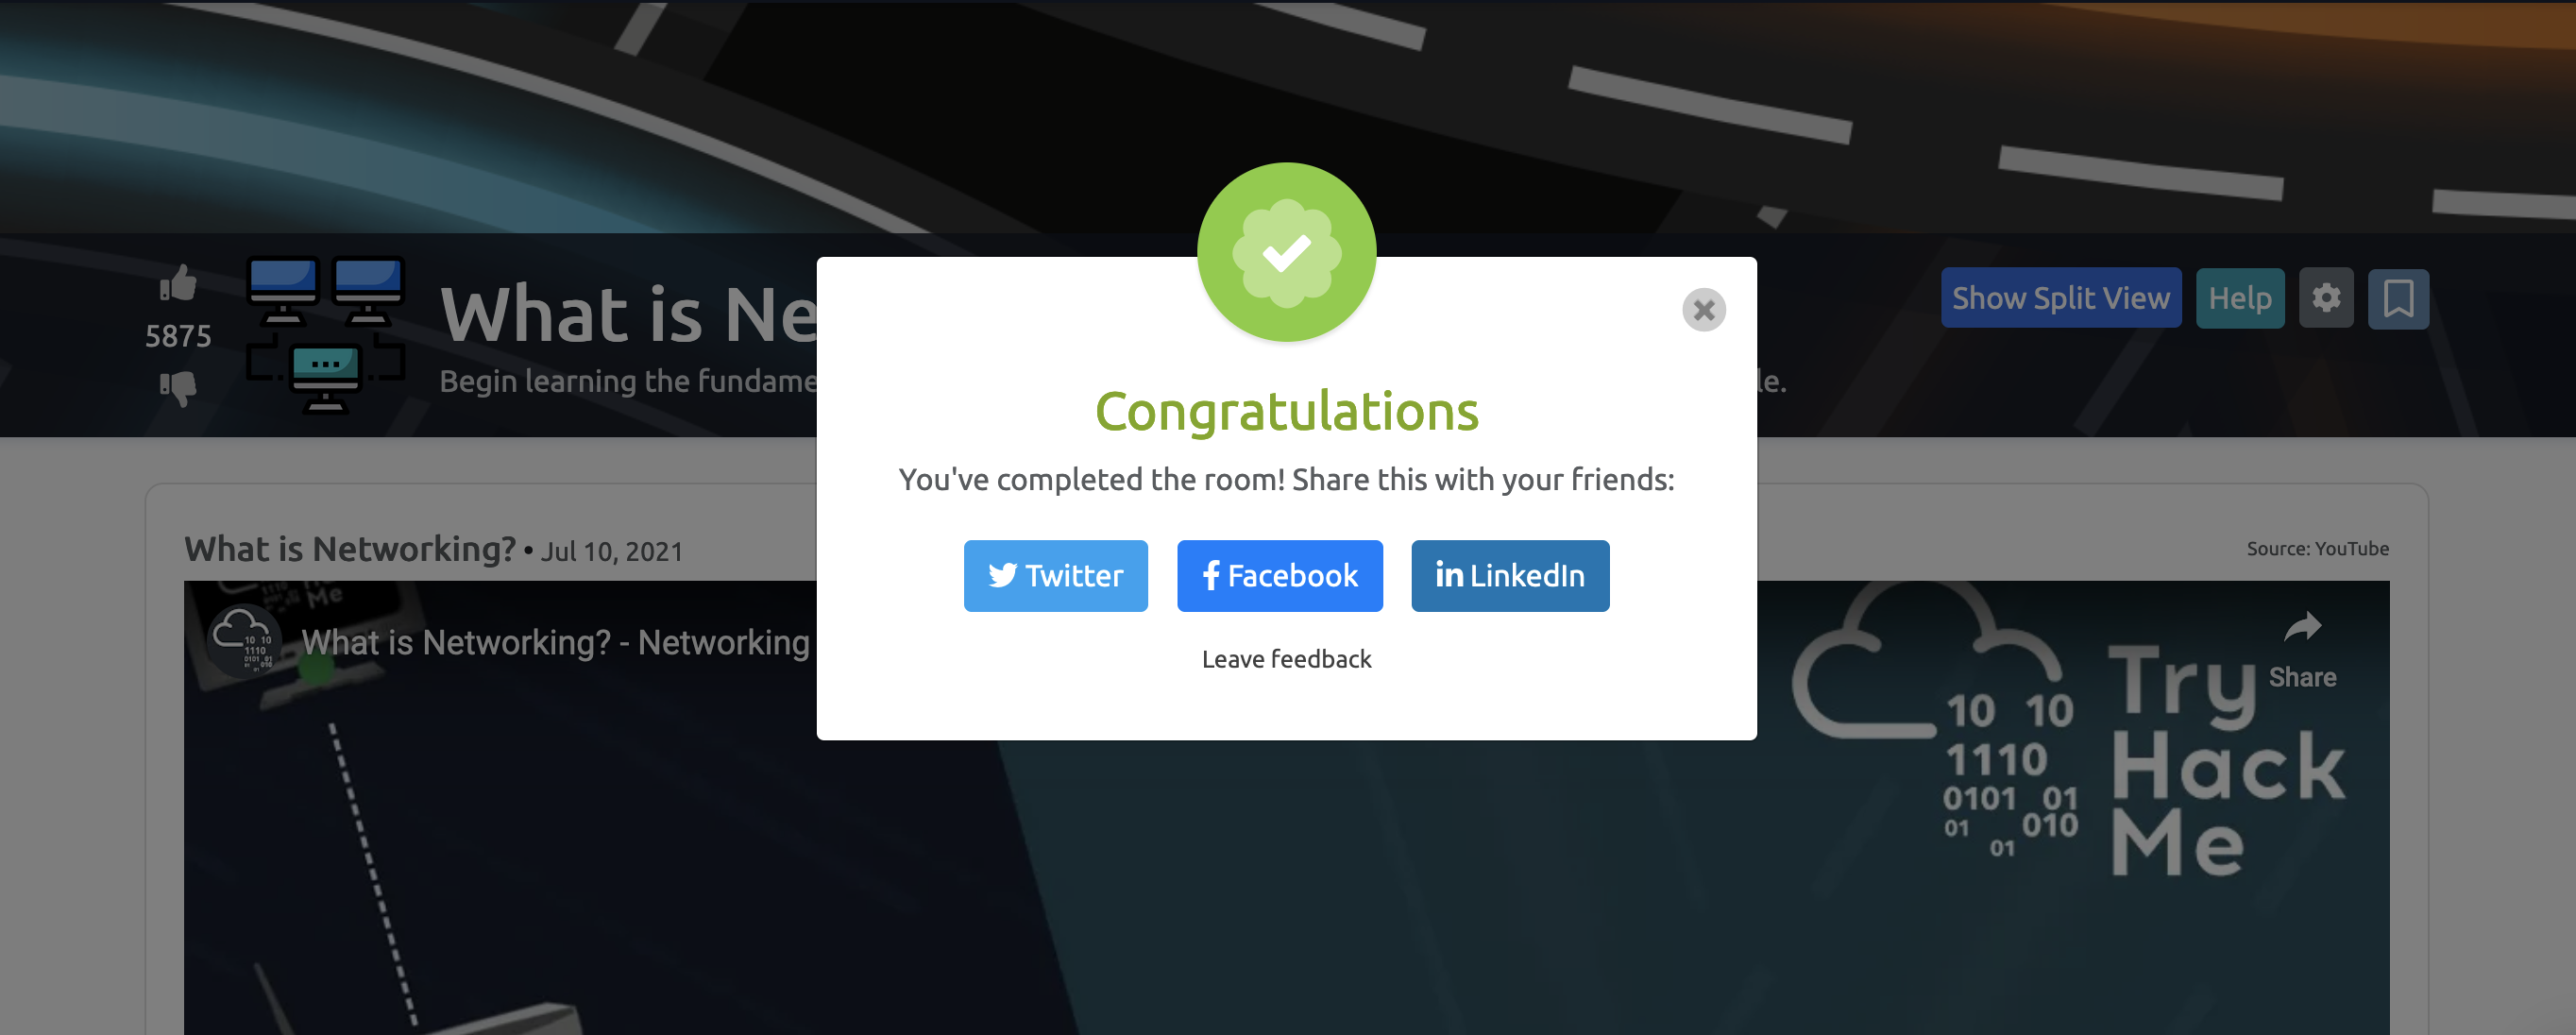 5875
What is Ne
Begin learning the fundame
le.
Show Split View
Help
Congratulations
You've completed the room! Share this with your friends:
Twitter
Facebook
LinkedIn
Leave feedback
What is Networking? • Jul 10, 2021
Source: YouTube
Me
What is Networking? - Networking
10 10
1110
0101 01
01 010
01
Try
Hack
Me
Share